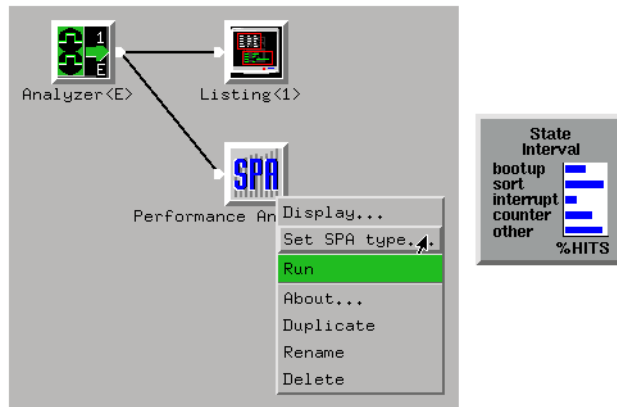 1
E
Analyzer<E>
Listing<1>
SPA
Performance An
Display...
Set SPA type...
Run
About...
Duplicate
Rename
Delete
State
Interval
bootup
sort
interrupt
counter
other
%HITS